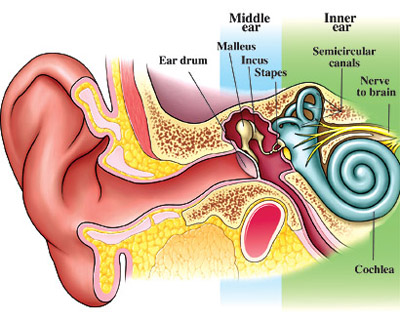 Middle
ear
Inner
ear
Malleus
Incus
Stapes
Ear drum
Semicircular
canals
Nerve
to brain
Cochlea